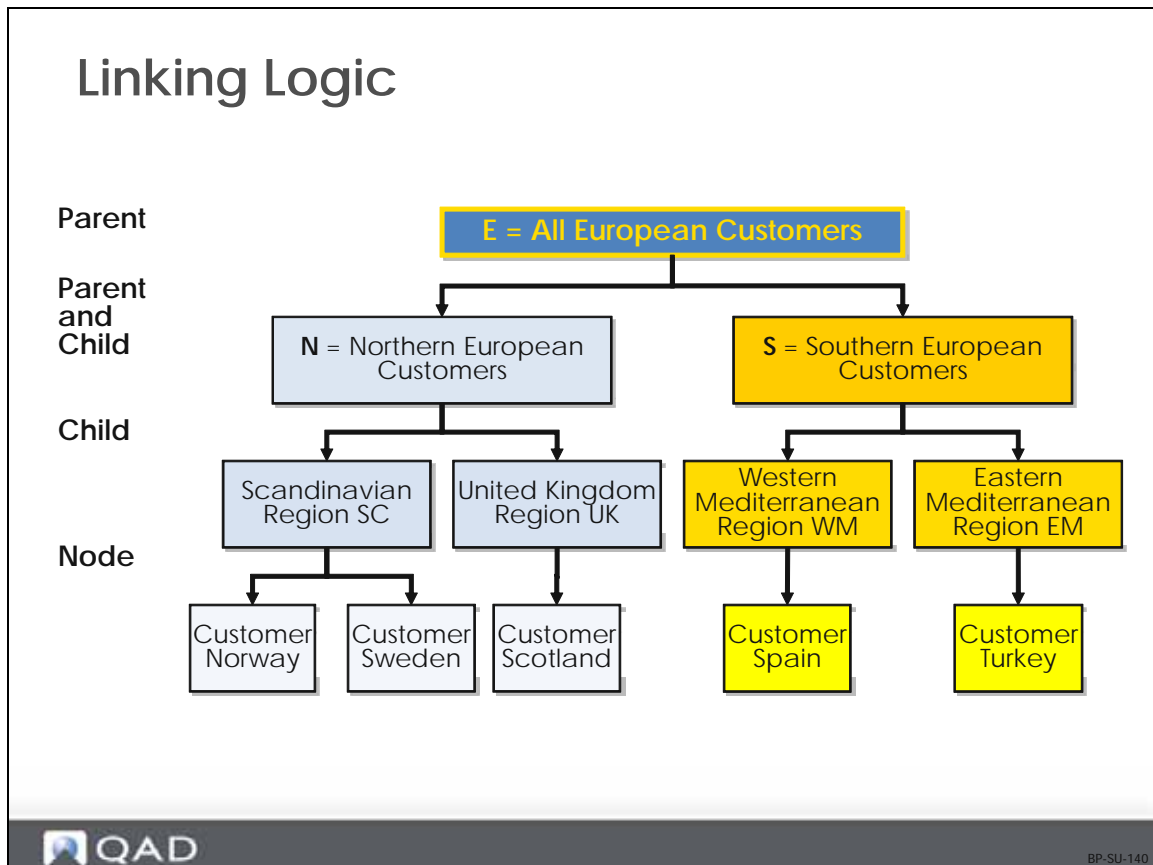 Linking Logic
Parent
E = All European Customers
Parent
and
Child
N = Northern European
Customers
S = Southern European
Customers
Child
Scandinavian
Region SC
United Kingdom
Region UK
Western
Mediterranean
Region WM
Eastern
Mediterranean
Region EM
Node
Customer
Norway
Customer
Sweden
Customer
Scotland
Customer
Spain
Customer
Turkey
QAD
BP-SU-140